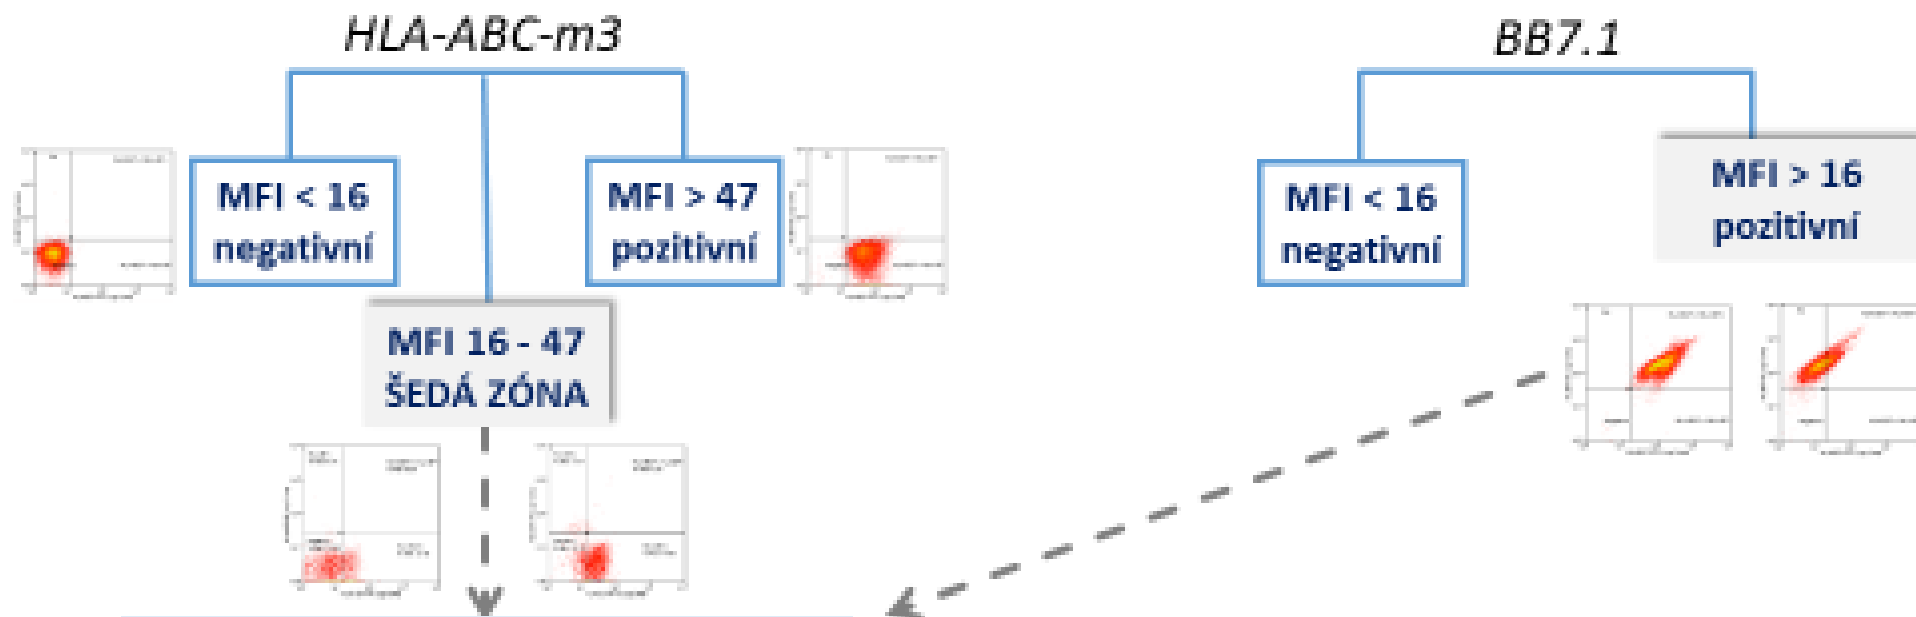 HLA-ABC-m3
BB7.1
MFI < 16
negativní
MFI > 47
pozitivní
MFI < 16
negativní
MFI > 16
pozitivní
MFI 16 - 47
ŠEDÁ ZÓNA